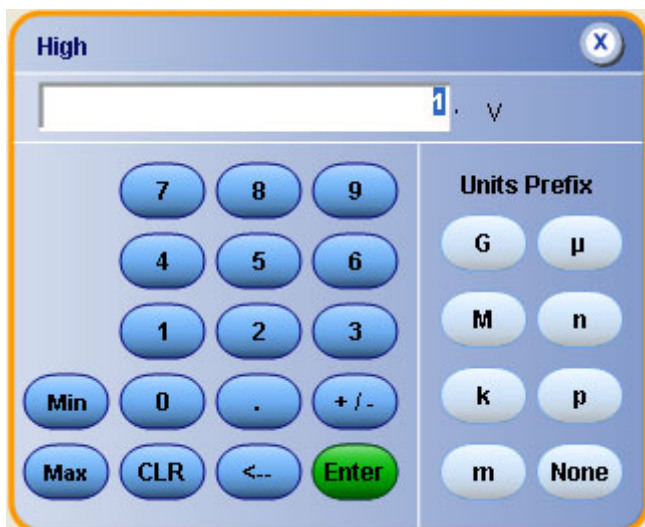 High X
1. V
Units Prefix
7 8 9
G µ
4 5 6
M n
1 2 3
Min 0 . + / -
k p
Max CLR <-- Enter
m None